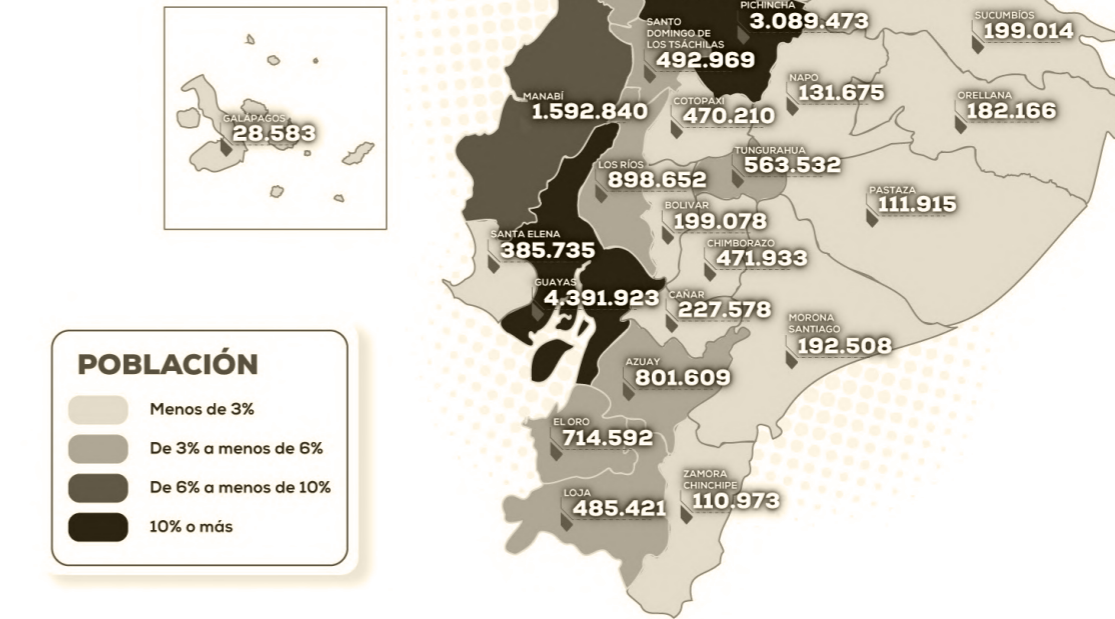 PICHINCHA
3.089.473
SUCUMBÍOS
199.014
SANTO
DOMINGO DE
LOS TSÁCHILAS
492.969
NAPO
131.675
ORELLANA
182.166
MANABÍ
1.592.840
COTOPAXI
470.210
GALÁPAGOS
28.583
LOS RÍOS
898.652
TUNGURAHUA
563.532
PASTAZA
111.915
BOLIVAR
199.078
SANTA ELENA
385.735
CHIMBORAZO
471.933
GUAYAS
4.391.923
CAÑAR
227.578
MORONA
SANTIAGO
192.508
AZUAY
801.609
EL ORO
714.592
ZAMORA
CHINCHIPE
110.973
LOJA
485.421
POBLACIÓN
Menos de 3%
De 3% a menos de 6%
De 6% a menos de 10%
10% o más